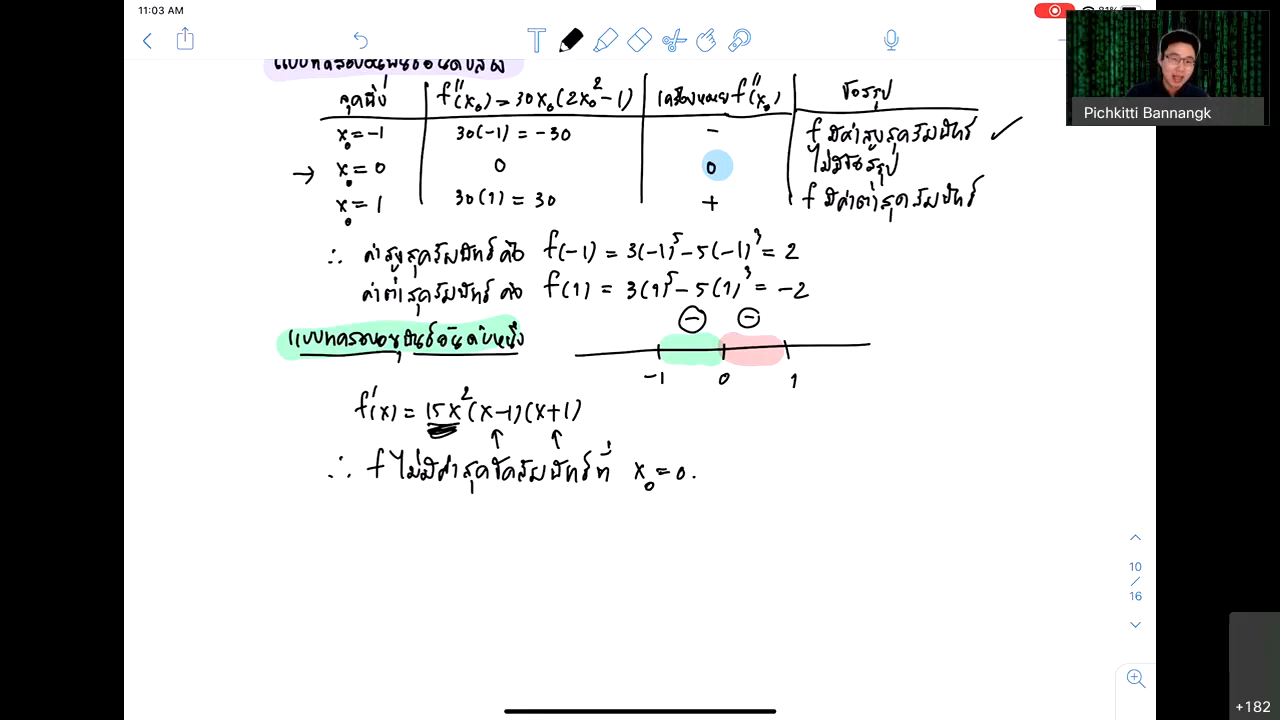 11:03 AM
81%
Pichkitti Bannangk
แบบทดสอบอนุพันธ์อันดับสอง
จุดนิ่ง f''(x₀) = 30x₀(2x₀² − 1) เครื่องหมาย f''(x₀) ข้อสรุป
x₀ = −1 30(−1) = −30 − f มีค่าสูงสุดสัมพัทธ์ ✓
→ x₀ = 0 0 0 ไม่มีข้อสรุป
x₀ = 1 30(1) = 30 + f มีค่าต่ำสุดสัมพัทธ์
∴ ค่าสูงสุดสัมพัทธ์คือ f(−1) = 3(−1)⁵ − 5(−1)³ = 2
ค่าต่ำสุดสัมพัทธ์คือ f(1) = 3(1)⁵ − 5(1)³ = −2
แบบทดสอบอนุพันธ์อันดับหนึ่ง
− −
−1 0 1
f'(x) = 15x²(x−1)(x+1)
∴ f ไม่มีค่าสุดขีดสัมพัทธ์ที่ x₀ = 0.
10
/
16
+182